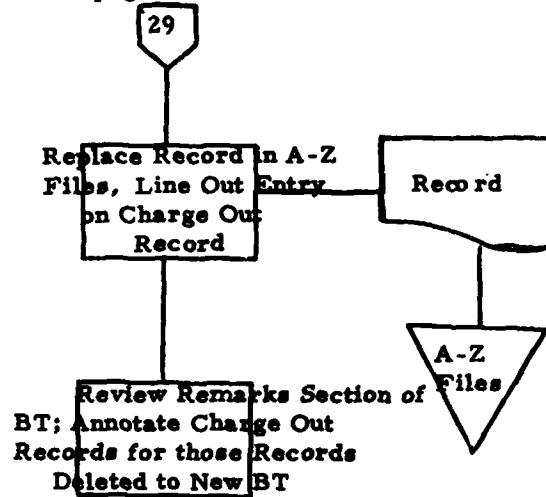 29
Replace Record in A-Z
Files, Line Out Entry
on Charge Out
Record
Record
A-Z
Files
Review Remarks Section of
BT; Annotate Charge Out
Records for those Records
Deleted to New BT